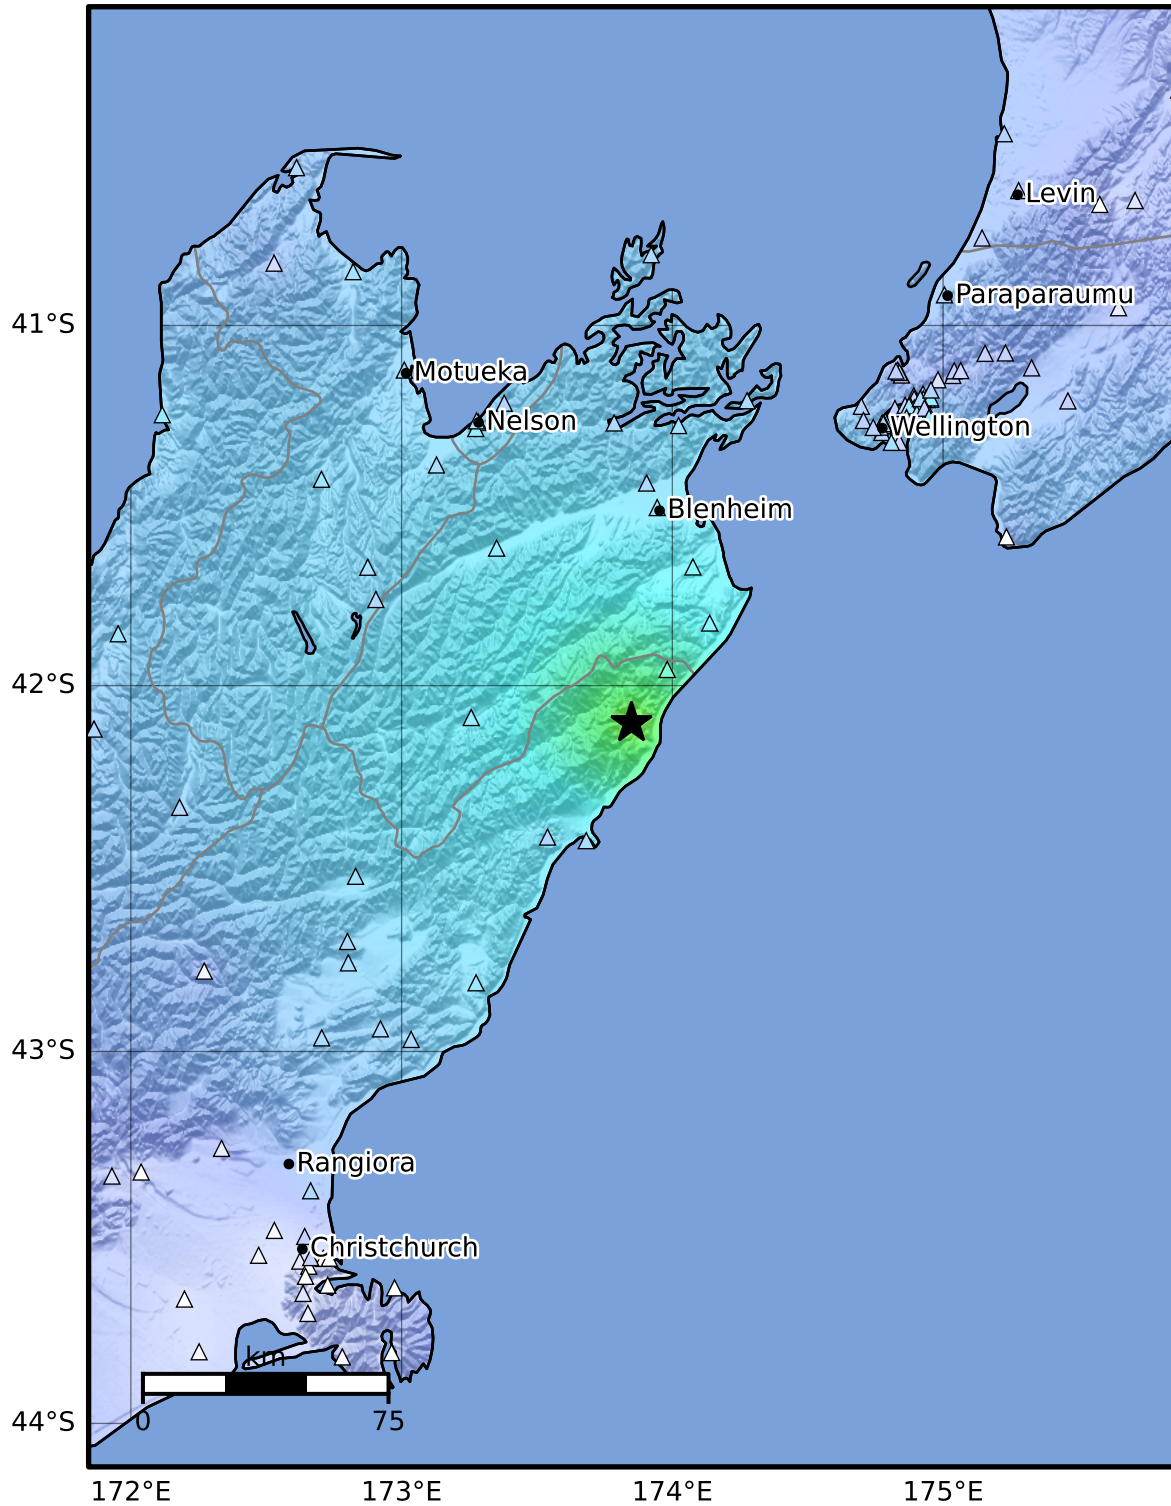 Levin
Paraparaumu
41°S
Motueka
Nelson
Wellington
Blenheim
42°S
43°S
Rangiora
Christchurch
km
0
75
44°S
172°E
173°E
174°E
175°E